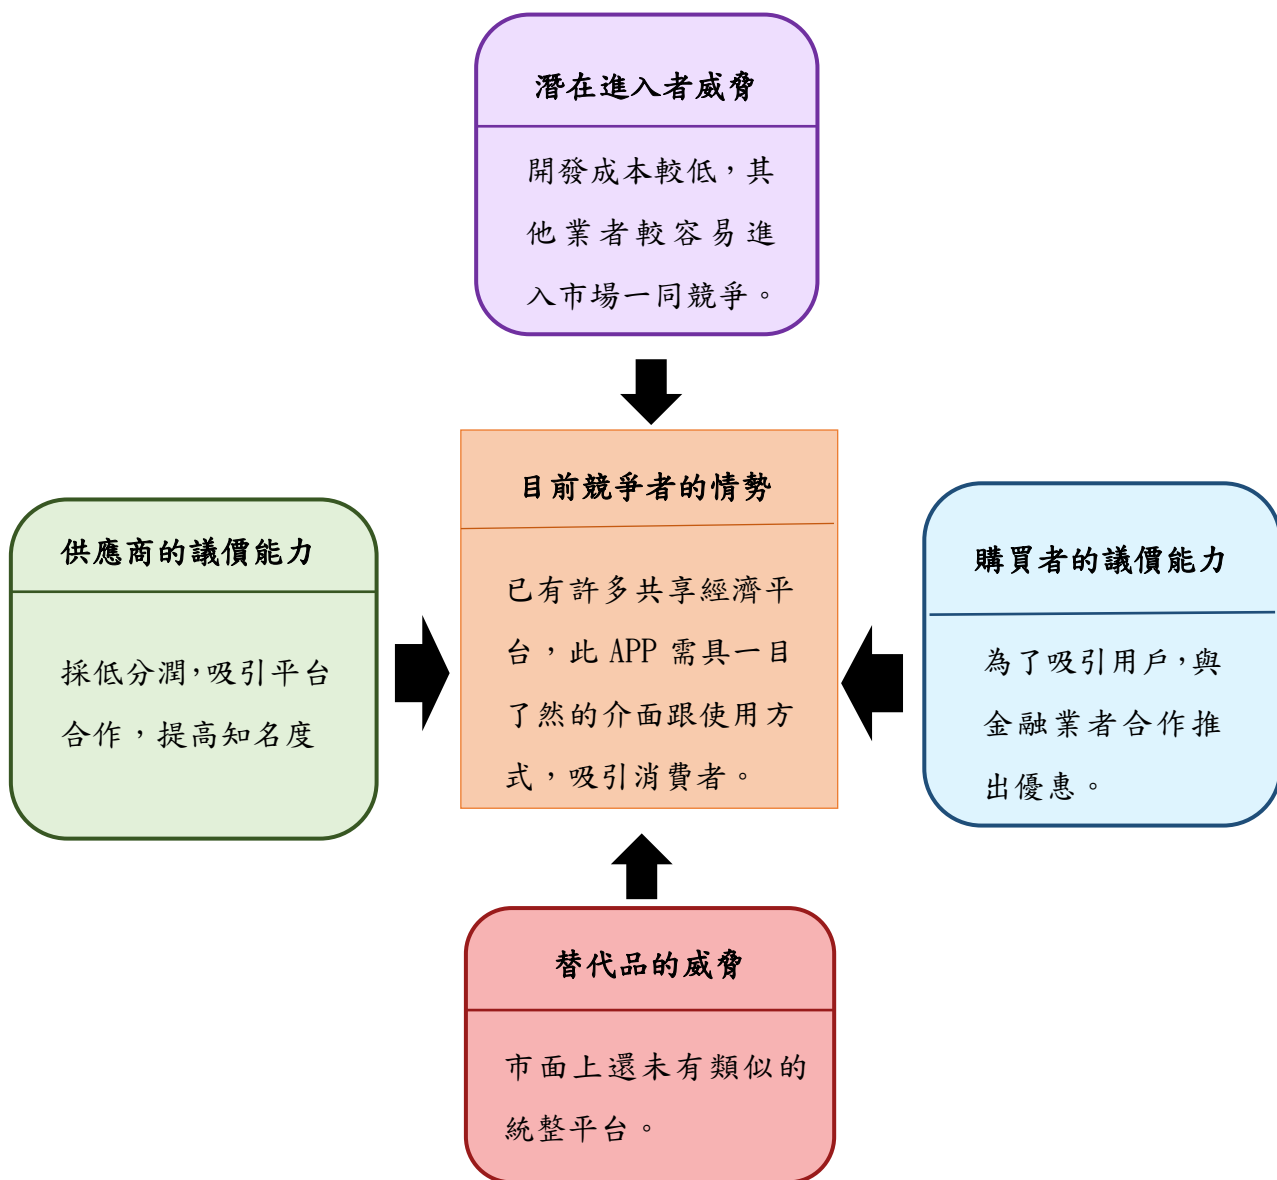 潛在進入者威脅
開發成本較低，其
他業者較容易進
入市場一同競爭。
目前競爭者的情勢
已有許多共享經濟平
台，此 APP 需具一目
了然的介面跟使用方
式，吸引消費者。
供應商的議價能力
採低分潤，吸引平台
合作，提高知名度
購買者的議價能力
為了吸引用戶，與
金融業者合作推
出優惠。
替代品的威脅
市面上還未有類似的
統整平台。